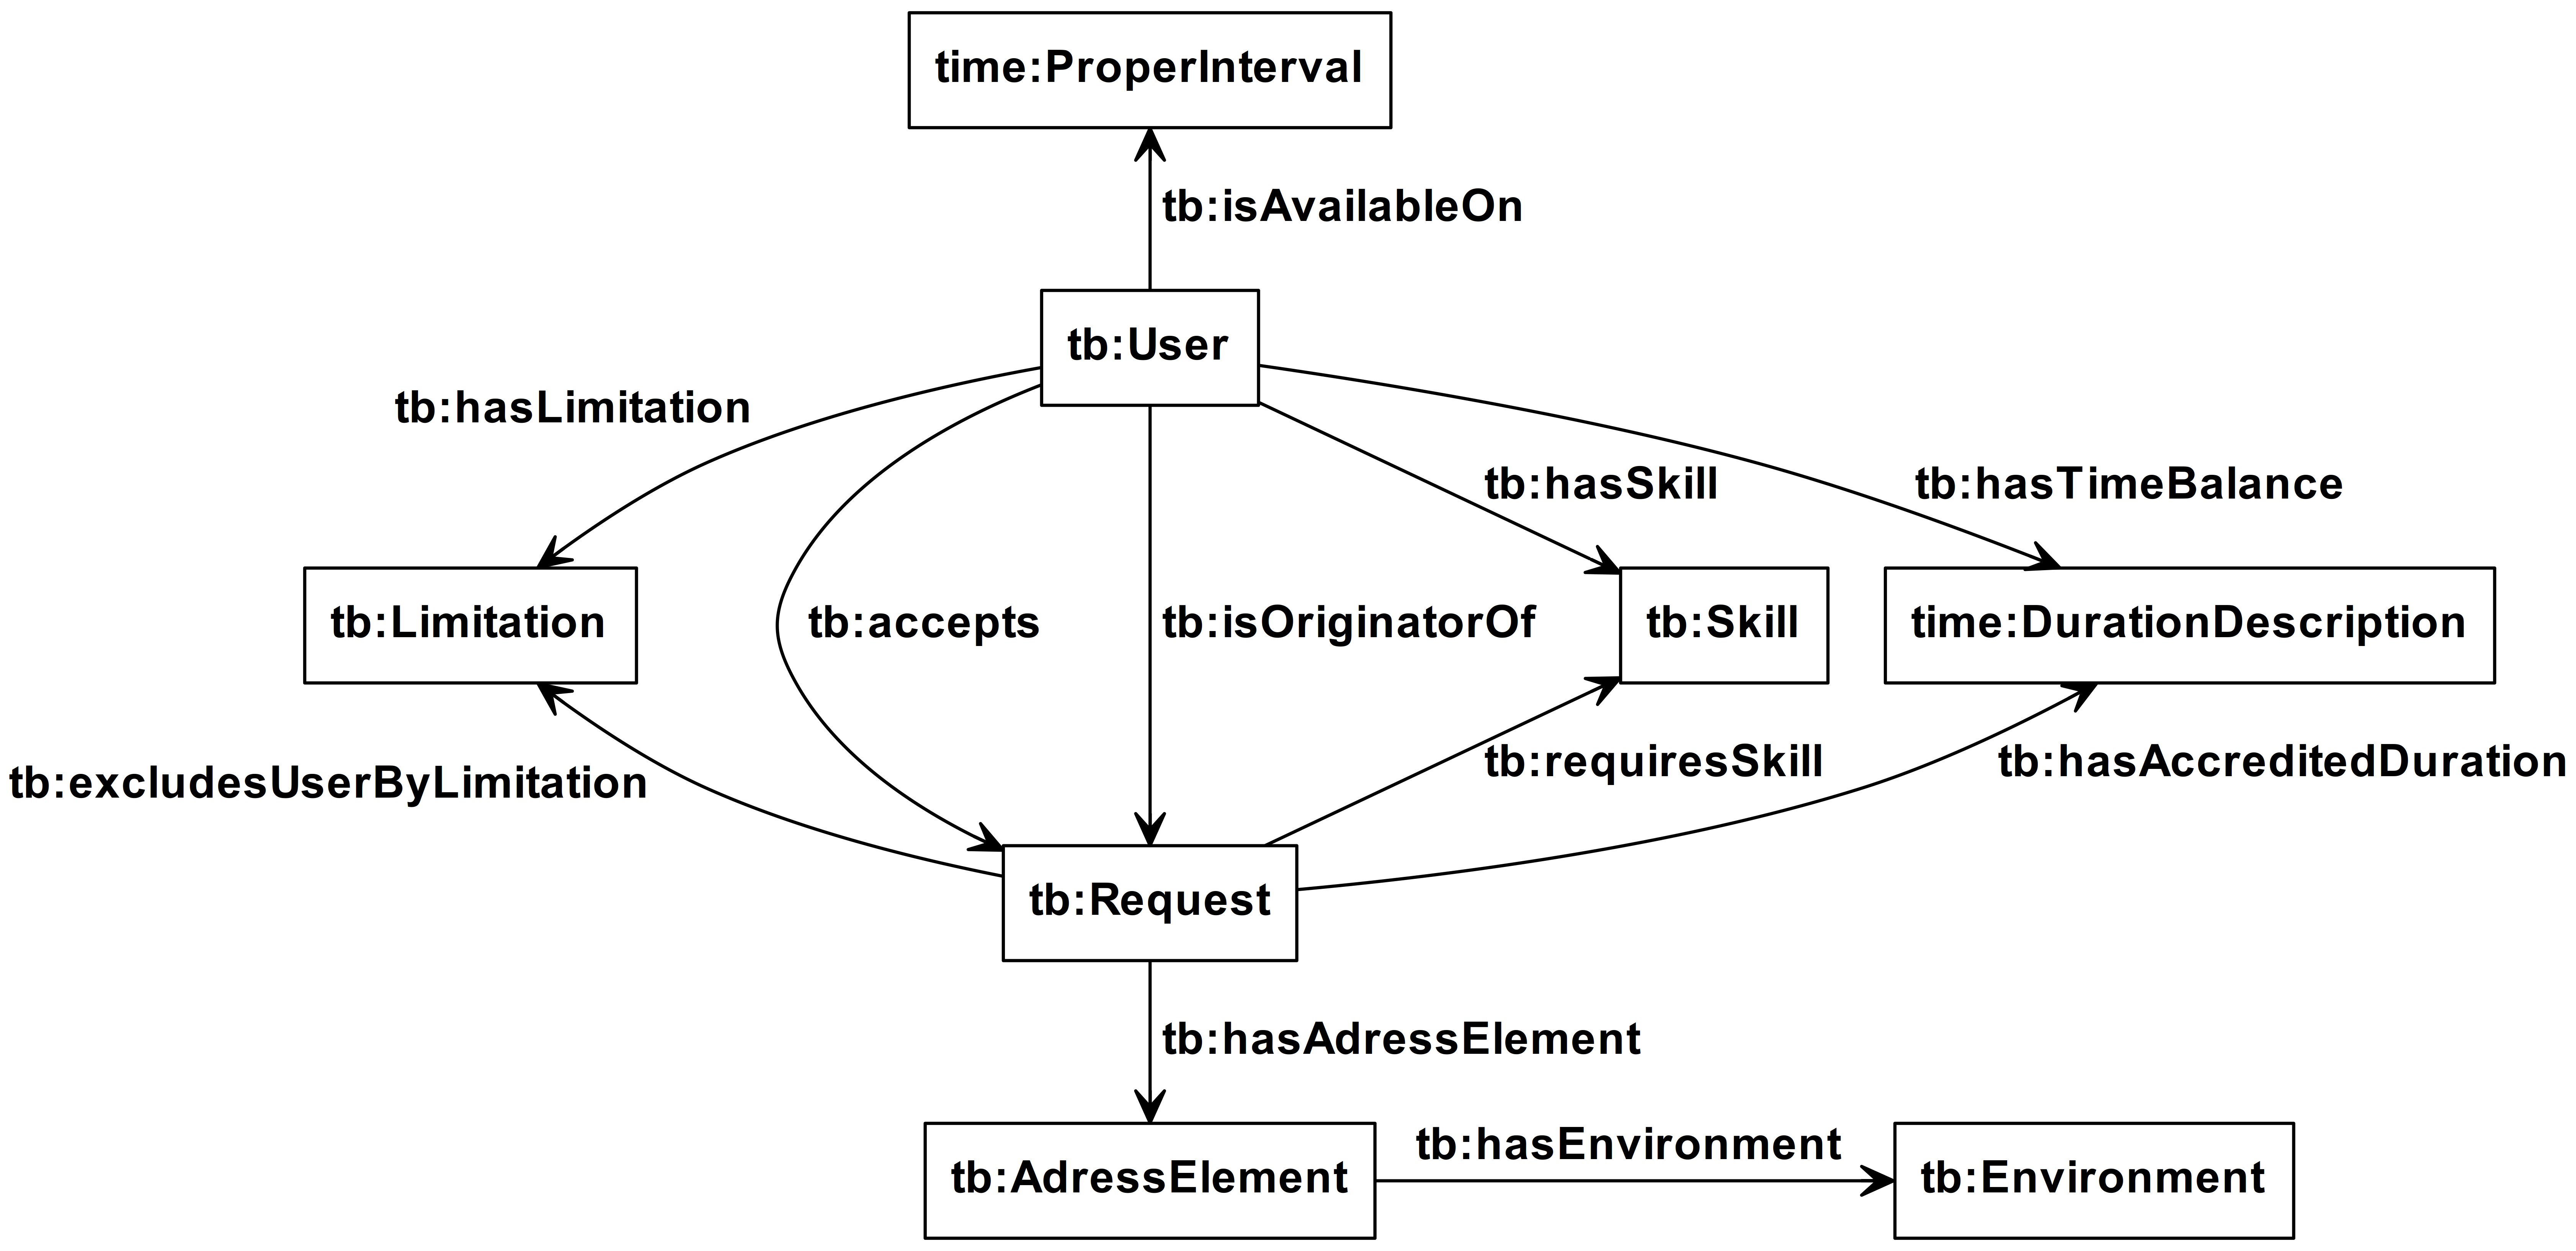 time:ProperInterval
tb:isAvailableOn
tb:User
tb:hasLimitation
tb:hasSkill
tb:hasTimeBalance
tb:Limitation
tb:accepts
tb:isOriginatorOf
tb:Skill
time:DurationDescription
tb:excludesUserByLimitation
tb:requiresSkill
tb:hasAccreditedDuration
tb:Request
tb:hasAdressElement
tb:AdressElement
tb:hasEnvironment
tb:Environment